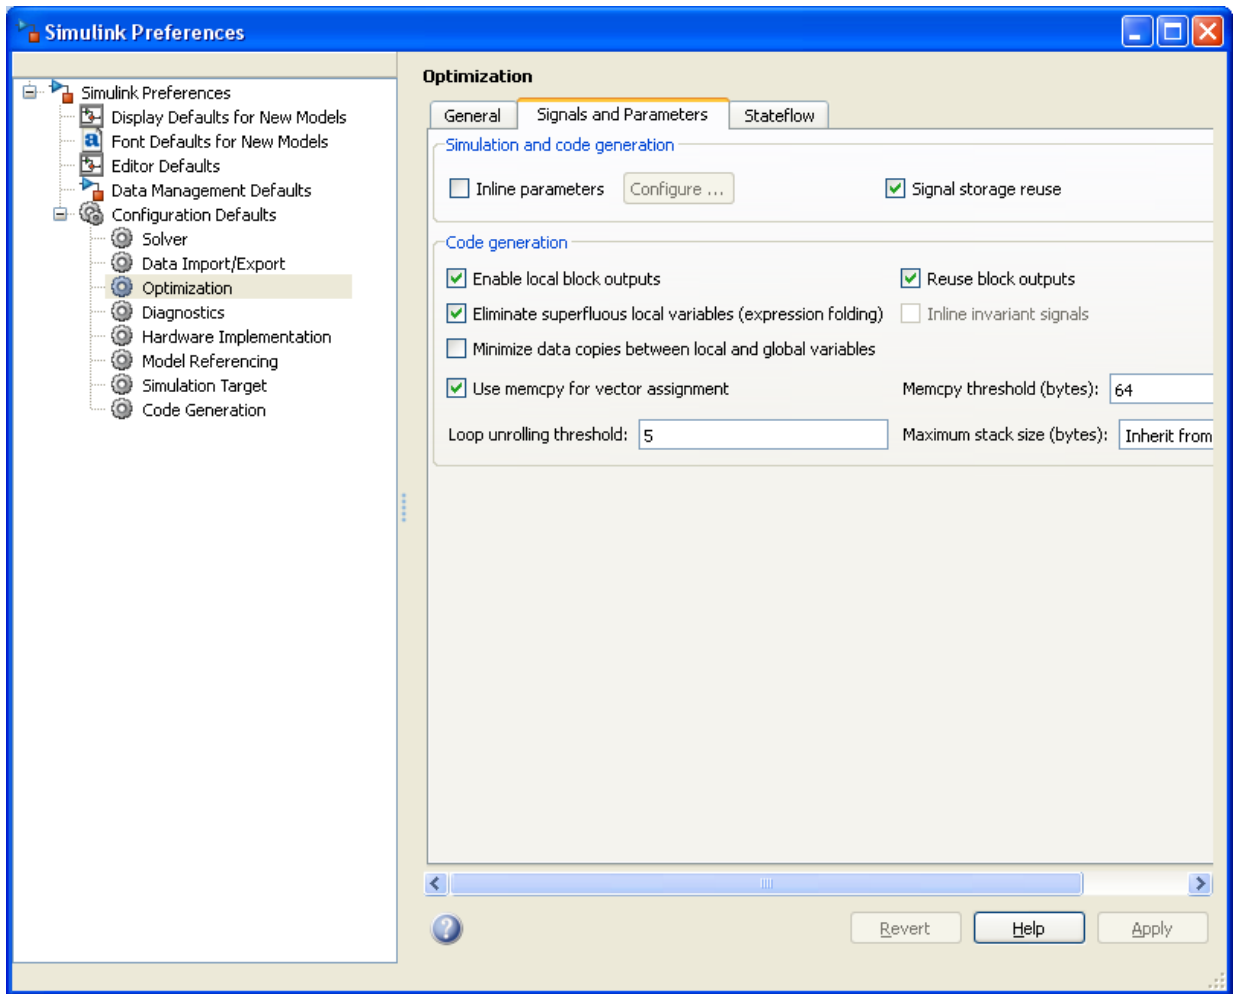 Simulink Preferences
Simulink Preferences
Display Defaults for New Models
a Font Defaults for New Models
Editor Defaults
Data Management Defaults
Configuration Defaults
Solver
Data Import/Export
Optimization
Diagnostics
Hardware Implementation
Model Referencing
Simulation Target
Code Generation
Optimization
General Signals and Parameters Stateflow
Simulation and code generation
Inline parameters Configure ... Signal storage reuse
Code generation
Enable local block outputs Reuse block outputs
Eliminate superfluous local variables (expression folding) Inline invariant signals
Minimize data copies between local and global variables
Use memcpy for vector assignment Memcpy threshold (bytes): 64
Loop unrolling threshold: 5 Maximum stack size (bytes): Inherit from
? Revert Help Apply